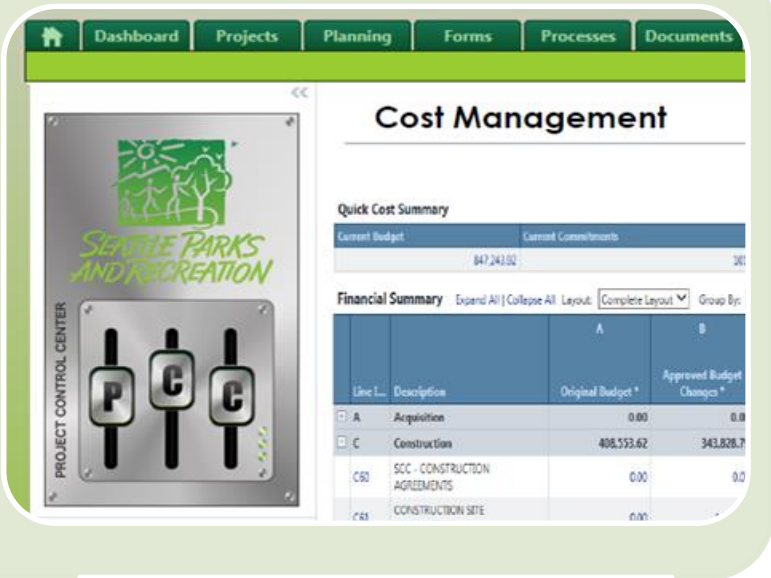 Dashboard Projects Planning Forms Processes Documents
<<
Cost Management
SEATTLE PARKS
AND RECREATION
PROJECT CONTROL CENTER
P C C
Quick Cost Summary
Current Budget Current Commitments
847,243.92
Financial Summary Expand All | Collapse All Layout: Complete Layout Group By:
A B
Line I... Description Original Budget * Approved Budget
Changes *
A Acquisition 0.00
C Construction 408,553.62
C60 SCC - CONSTRUCTION
AGREEMENTS 0.00
C61 CONSTRUCTION SITE 0.00